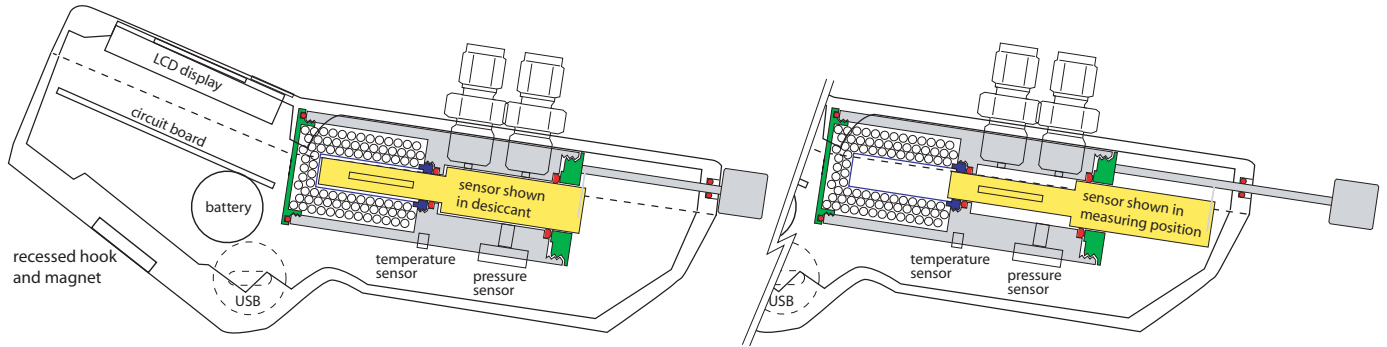 LCD display
circuit board
battery
recessed hook
and magnet
USB
sensor shown
in desiccant
temperature
sensor
pressure
sensor
sensor shown in
measuring position
temperature
sensor
pressure
sensor
USB